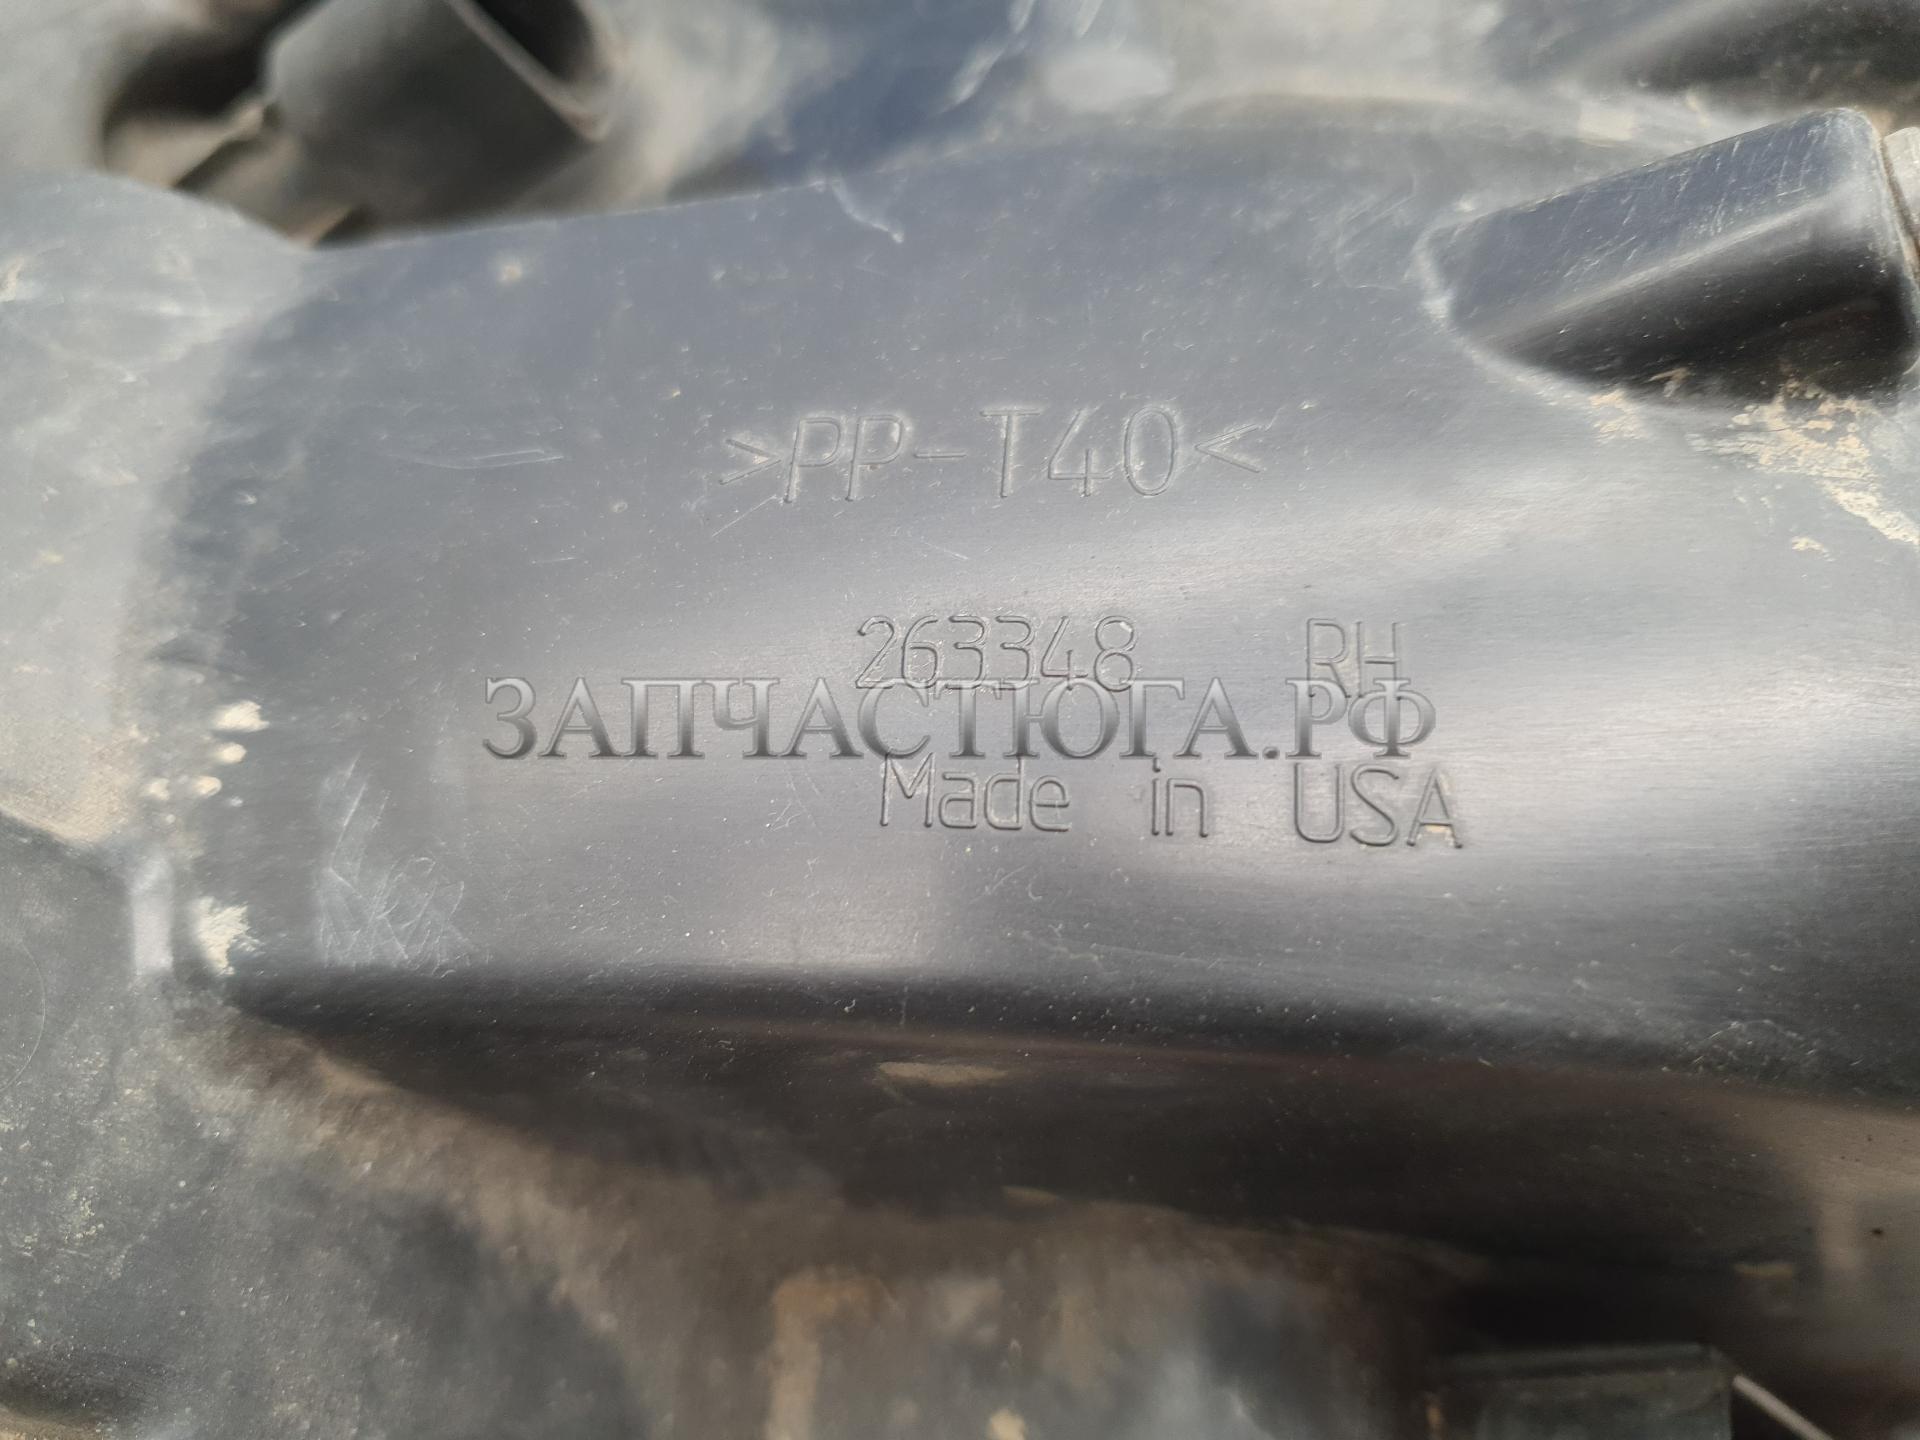 >PP-T40<
263348 RH
ЗАПЧАСТЮГА.РФ
Made in USA